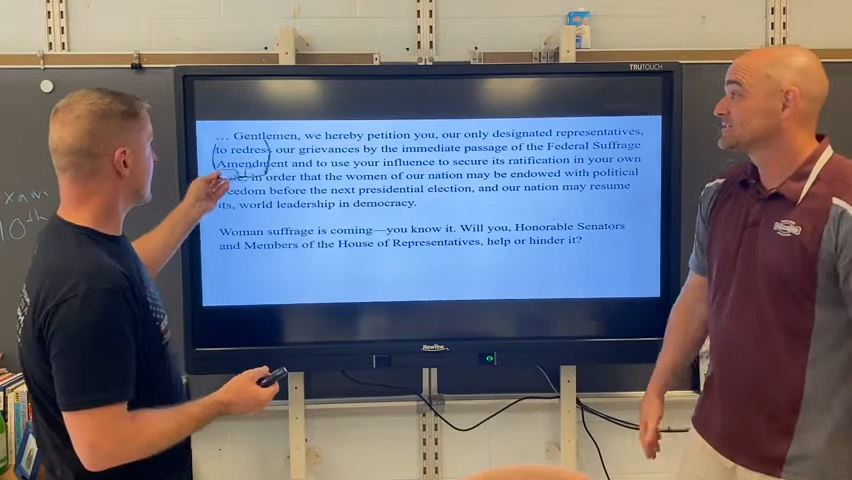 TRUTOUCH
… Gentlemen, we hereby petition you, our only designated representatives,
to redress our grievances by the immediate passage of the Federal Suffrage
Amendment and to use your influence to secure its ratification in your own
in order that the women of our nation may be endowed with political
freedom before the next presidential election, and our nation may resume
its, world leadership in democracy.
Woman suffrage is coming—you know it. Will you, Honorable Senators
and Members of the House of Representatives, help or hinder it?
Newline
10th